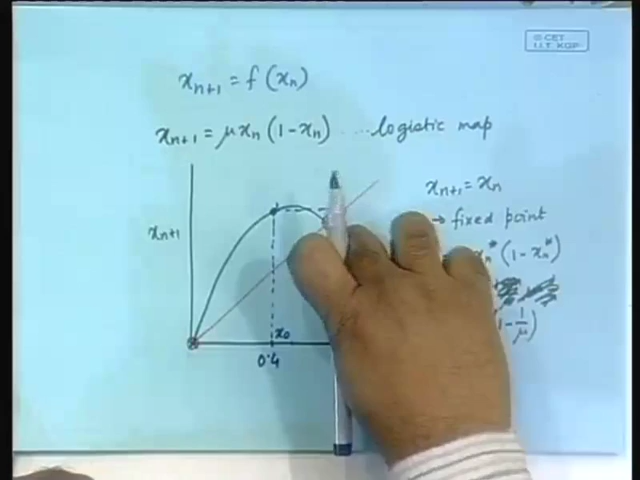 © CET
I.I.T. KGP
xₙ₊₁ = f (xₙ)
xₙ₊₁ = μxₙ (1 − xₙ) ....logistic map
xₙ₊₁ = xₙ
xₙ₊₁
→ fixed point
xₙ* (1 − xₙ*)
1 − 1/μ)
x₀
0.4